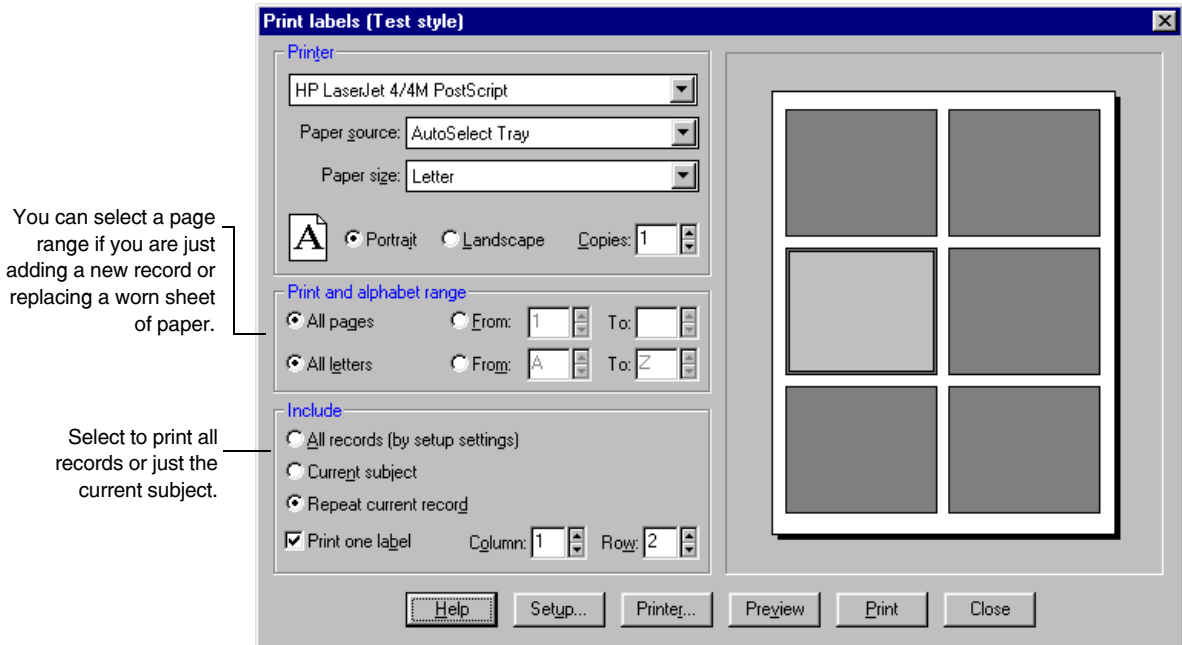 Print labels (Test style)
Printer
HP LaserJet 4/4M PostScript
Paper source: AutoSelect Tray
Paper size: Letter
A Portrait Landscape Copies: 1
You can select a page
range if you are just
adding a new record or
replacing a worn sheet
of paper.
Print and alphabet range
All pages From: 1 To:
All letters From: A To: Z
Include
All records (by setup settings)
Current subject
Repeat current record
Print one label Column: 1 Row: 2
Select to print all
records or just the
current subject.
Help Setup... Printer... Preview Print Close